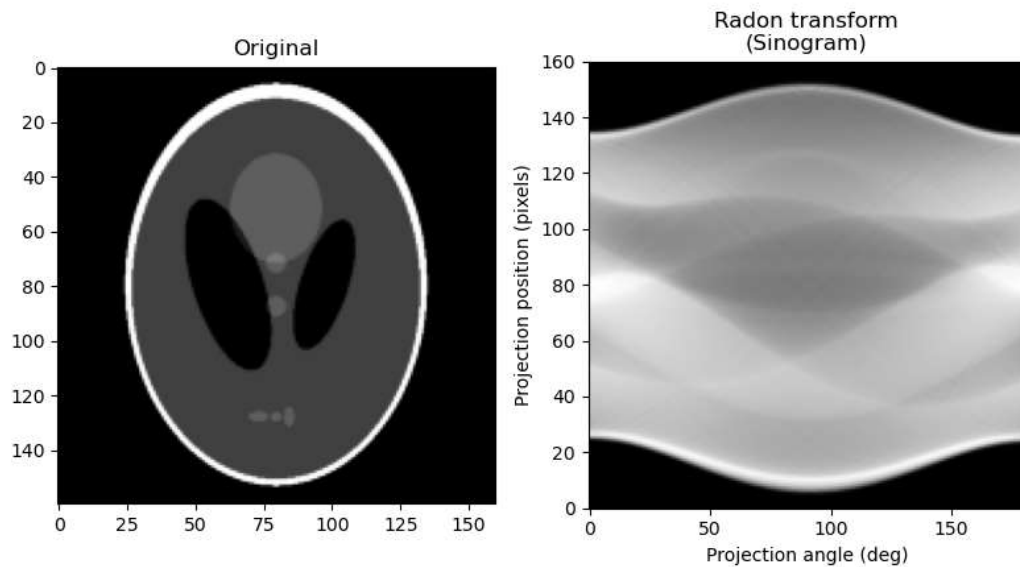 Original
0
20
40
60
80
100
120
140
0 25 50 75 100 125 150
Radon transform
(Sinogram)
Projection position (pixels)
160
140
120
100
80
60
40
20
0
0 50 100 150
Projection angle (deg)